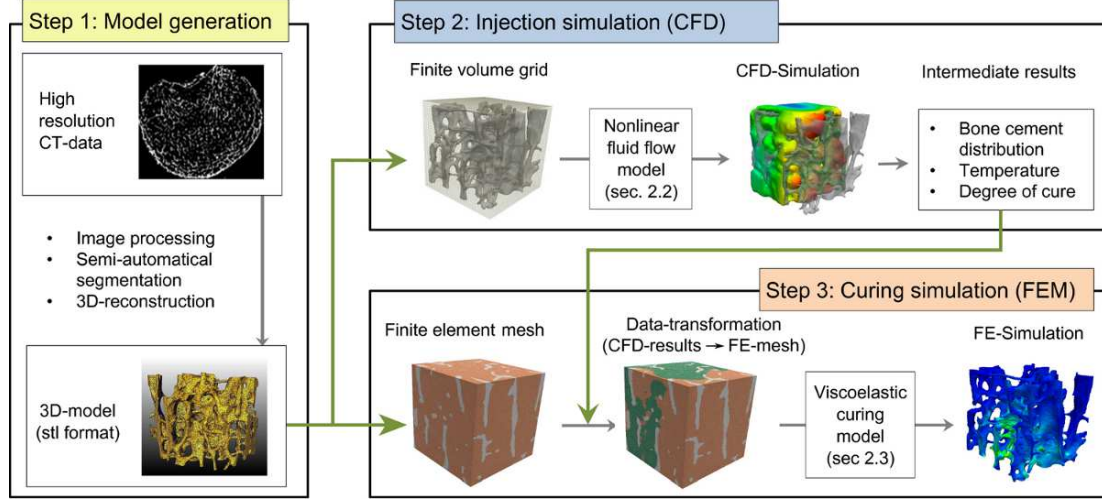 Step 1: Model generation
High
resolution
CT-data
• Image processing
• Semi-automatical
segmentation
• 3D-reconstruction
3D-model
(stl format)
Step 2: Injection simulation (CFD)
Finite volume grid
Nonlinear
fluid flow
model
(sec. 2.2)
CFD-Simulation
Intermediate results
• Bone cement
distribution
• Temperature
• Degree of cure
Step 3: Curing simulation (FEM)
Finite element mesh
Data-transformation
(CFD-results → FE-mesh)
Viscoelastic
curing
model
(sec 2.3)
FE-Simulation